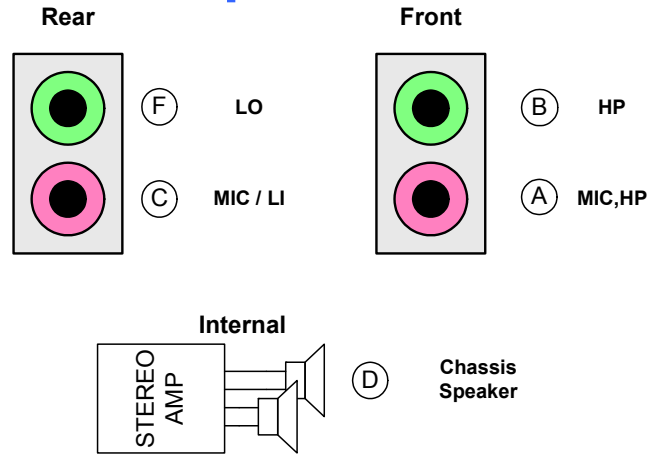 Rear
Front
F
LO
B
HP
C
MIC / LI
A
MIC,HP
Internal
STEREO
AMP
D
Chassis
Speaker